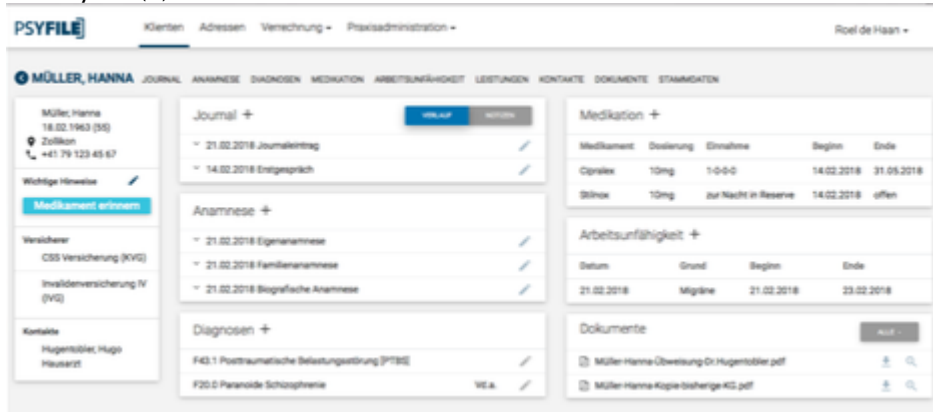 PSYFILE
Klienten Adressen Verrechnung Praxisadministration
Roel de Haan
MÜLLER, HANNA JOURNAL ANAMNESE DIAGNOSEN MEDIKATION ARBEITSUNFÄHIGKEIT LEISTUNGEN KONTAKTE DOKUMENTE STAMMDATEN
Müller, Hanna
18.02.1963 (55)
Zollikon
+41 79 123 45 67
Wichtige Hinweise
Medikament erinnern
Versicherer
CSS Versicherung (KVG)
Invalidenversicherung IV
(IVG)
Kontakte
Hugentobler, Hugo
Hausarzt
Journal +
VERLAUF NOTIZEN
21.02.2018 Journaleintrag
14.02.2018 Erstgespräch
Anamnese +
21.02.2018 Eigenanamnese
21.02.2018 Familienanamnese
21.02.2018 Biografische Anamnese
Diagnosen +
F43.1 Posttraumatische Belastungsstörung [PTBS]
F20.0 Paranoide Schizophrenie Vd.a.
Medikation +
Medikament Dosierung Einnahme Beginn Ende
Cipralex 10mg 1-0-0-0 14.02.2018 31.05.2018
Stilnox 10mg zur Nacht in Reserve 14.02.2018 offen
Arbeitsunfähigkeit +
Datum Grund Beginn Ende
21.02.2018 Migräne 21.02.2018 23.02.2018
Dokumente
ALLE
Müller-Hanna-Übweisung-Dr.Hugentobler.pdf
Müller-Hanna-Kopie-bisherige-KG.pdf